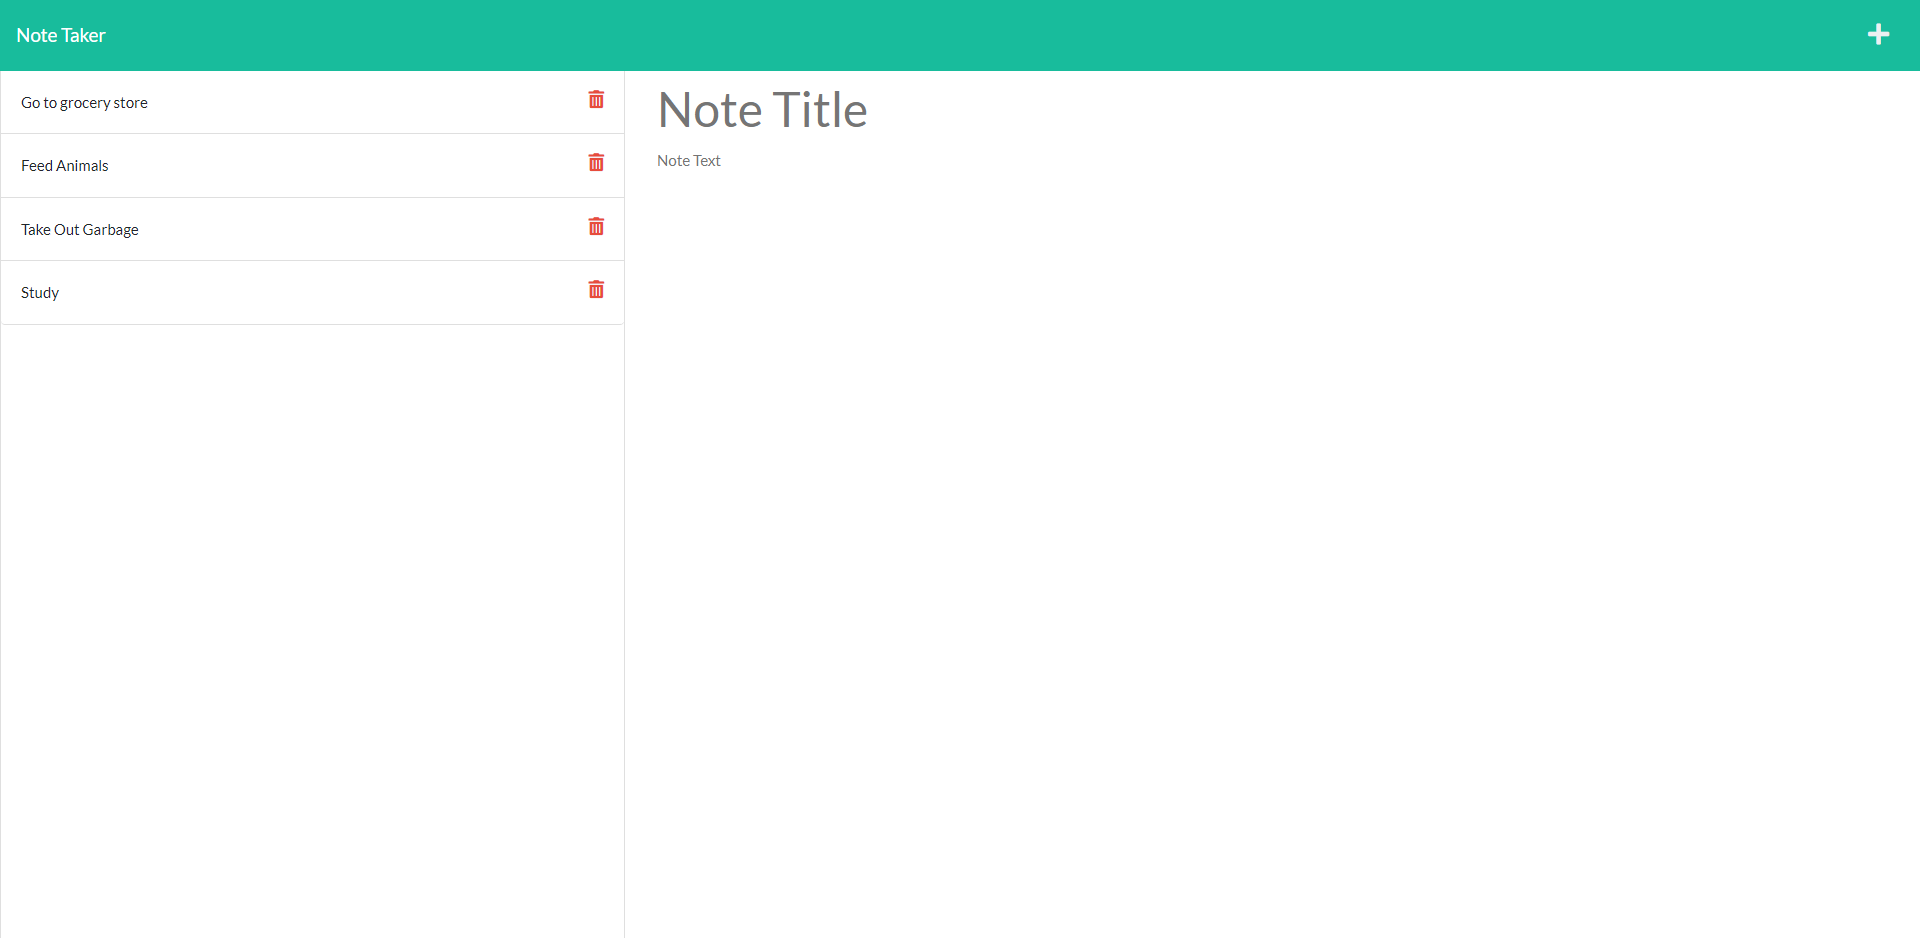 Note Taker
Go to grocery store
Feed Animals
Take Out Garbage
Study
Note Title
Note Text